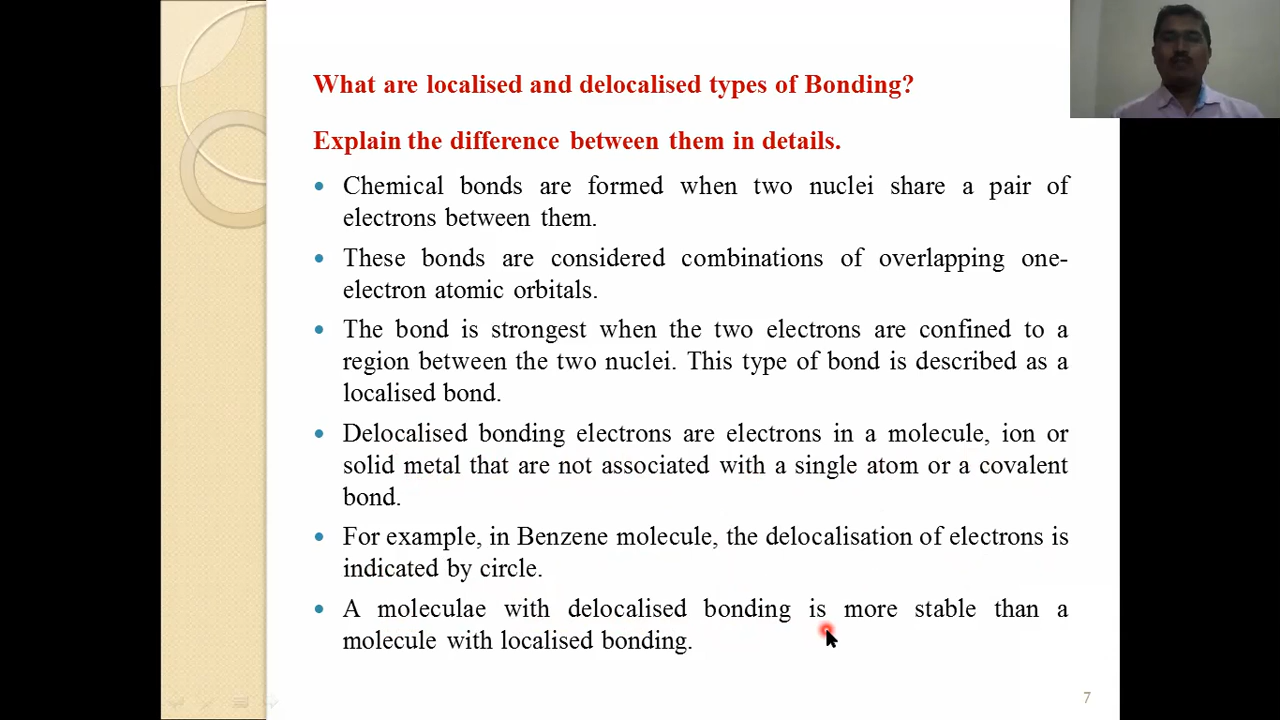 What are localised and delocalised types of Bonding?
Explain the difference between them in details.
• Chemical bonds are formed when two nuclei share a pair of
electrons between them.
• These bonds are considered combinations of overlapping one-
electron atomic orbitals.
• The bond is strongest when the two electrons are confined to a
region between the two nuclei. This type of bond is described as a
localised bond.
• Delocalised bonding electrons are electrons in a molecule, ion or
solid metal that are not associated with a single atom or a covalent
bond.
• For example, in Benzene molecule, the delocalisation of electrons is
indicated by circle.
• A moleculae with delocalised bonding is more stable than a
molecule with localised bonding.
7